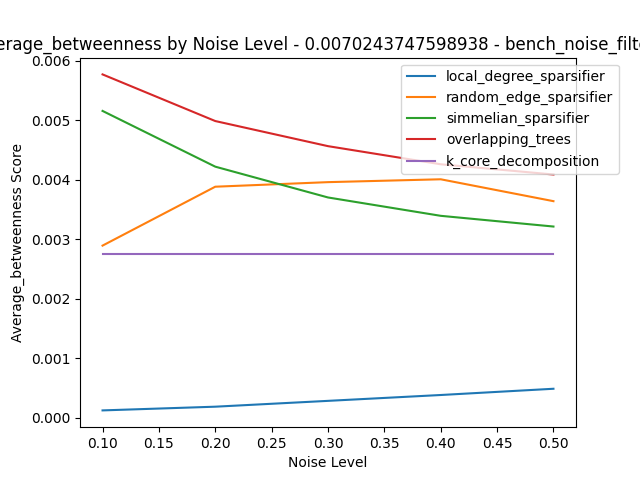 erage_betweenness by Noise Level - 0.0070243747598938 - bench_noise_filt
local_degree_sparsifier
random_edge_sparsifier
simmelian_sparsifier
overlapping_trees
k_core_decomposition
Average_betweenness Score
0.006
0.005
0.004
0.003
0.002
0.001
0.000
0.10 0.15 0.20 0.25 0.30 0.35 0.40 0.45 0.50
Noise Level